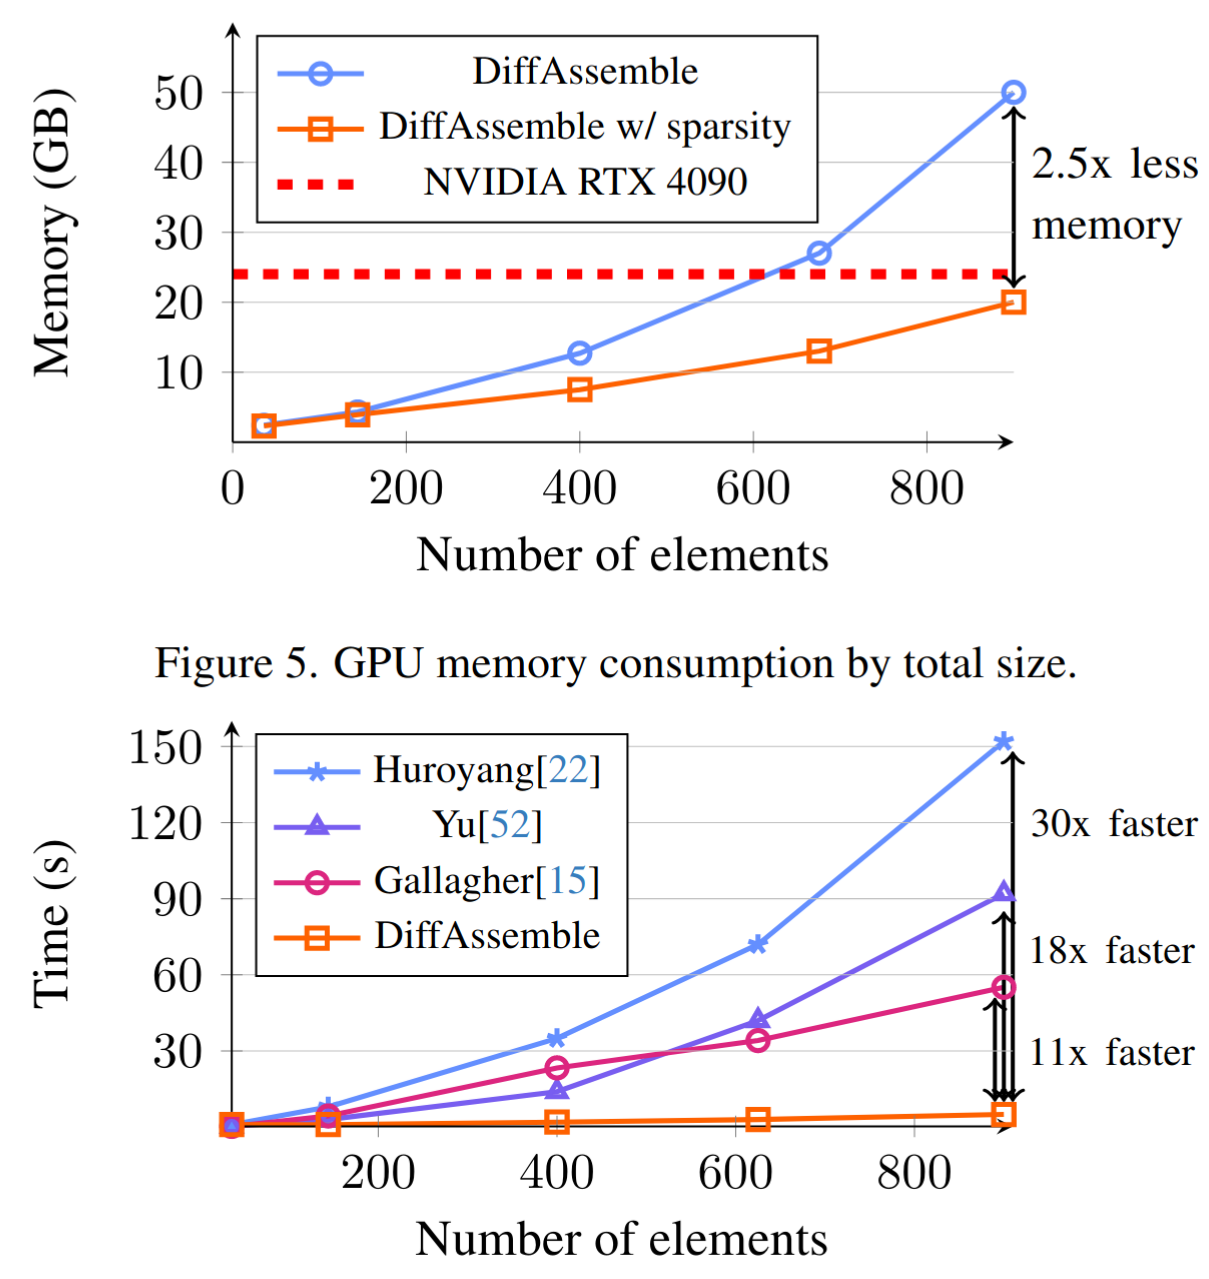 DiffAssemble
DiffAssemble w/ sparsity
NVIDIA RTX 4090
Memory (GB)
50
40
30
20
10
2.5x less
memory
0 200 400 600 800
Number of elements
Figure 5. GPU memory consumption by total size.
Huroyang[22]
Yu[52]
Gallagher[15]
DiffAssemble
Time (s)
150
120
90
60
30
30x faster
18x faster
11x faster
200 400 600 800
Number of elements